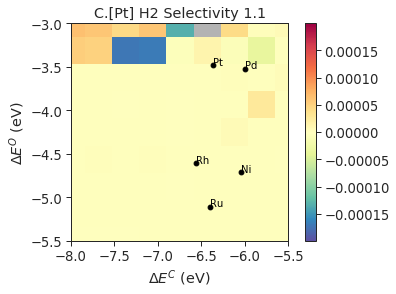 C.[Pt] H2 Selectivity 1.1
−3.0
−3.5
−4.0
−4.5
−5.0
−5.5
ΔE^O (eV)
Pt
Pd
Rh
Ni
Ru
−8.0 −7.5 −7.0 −6.5 −6.0 −5.5
ΔE^C (eV)
0.00015
0.00010
0.00005
0.00000
−0.00005
−0.00010
−0.00015